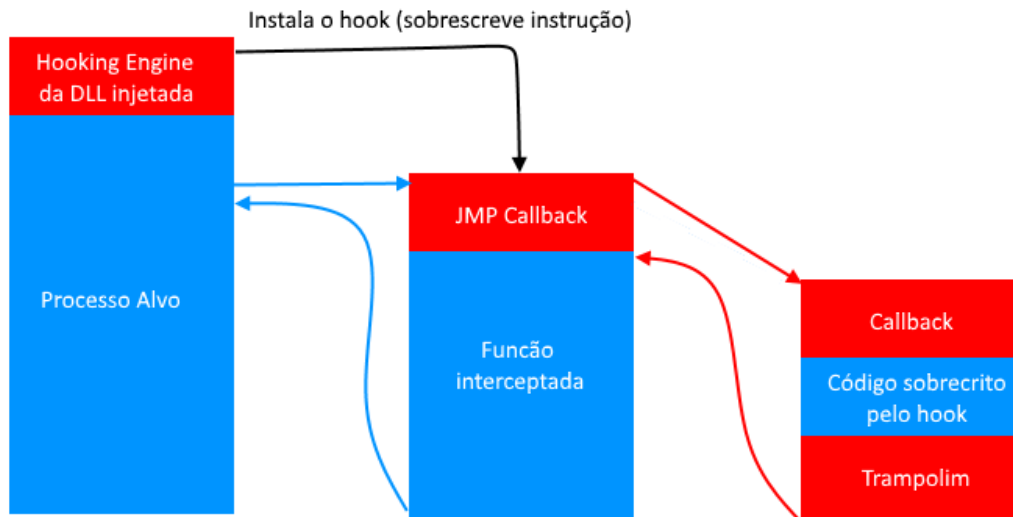 Instala o hook (sobrescreve instrução)
Hooking Engine
da DLL injetada
JMP Callback
Processo Alvo
Callback
Funcão
interceptada
Código sobrecrito
pelo hook
Trampolim